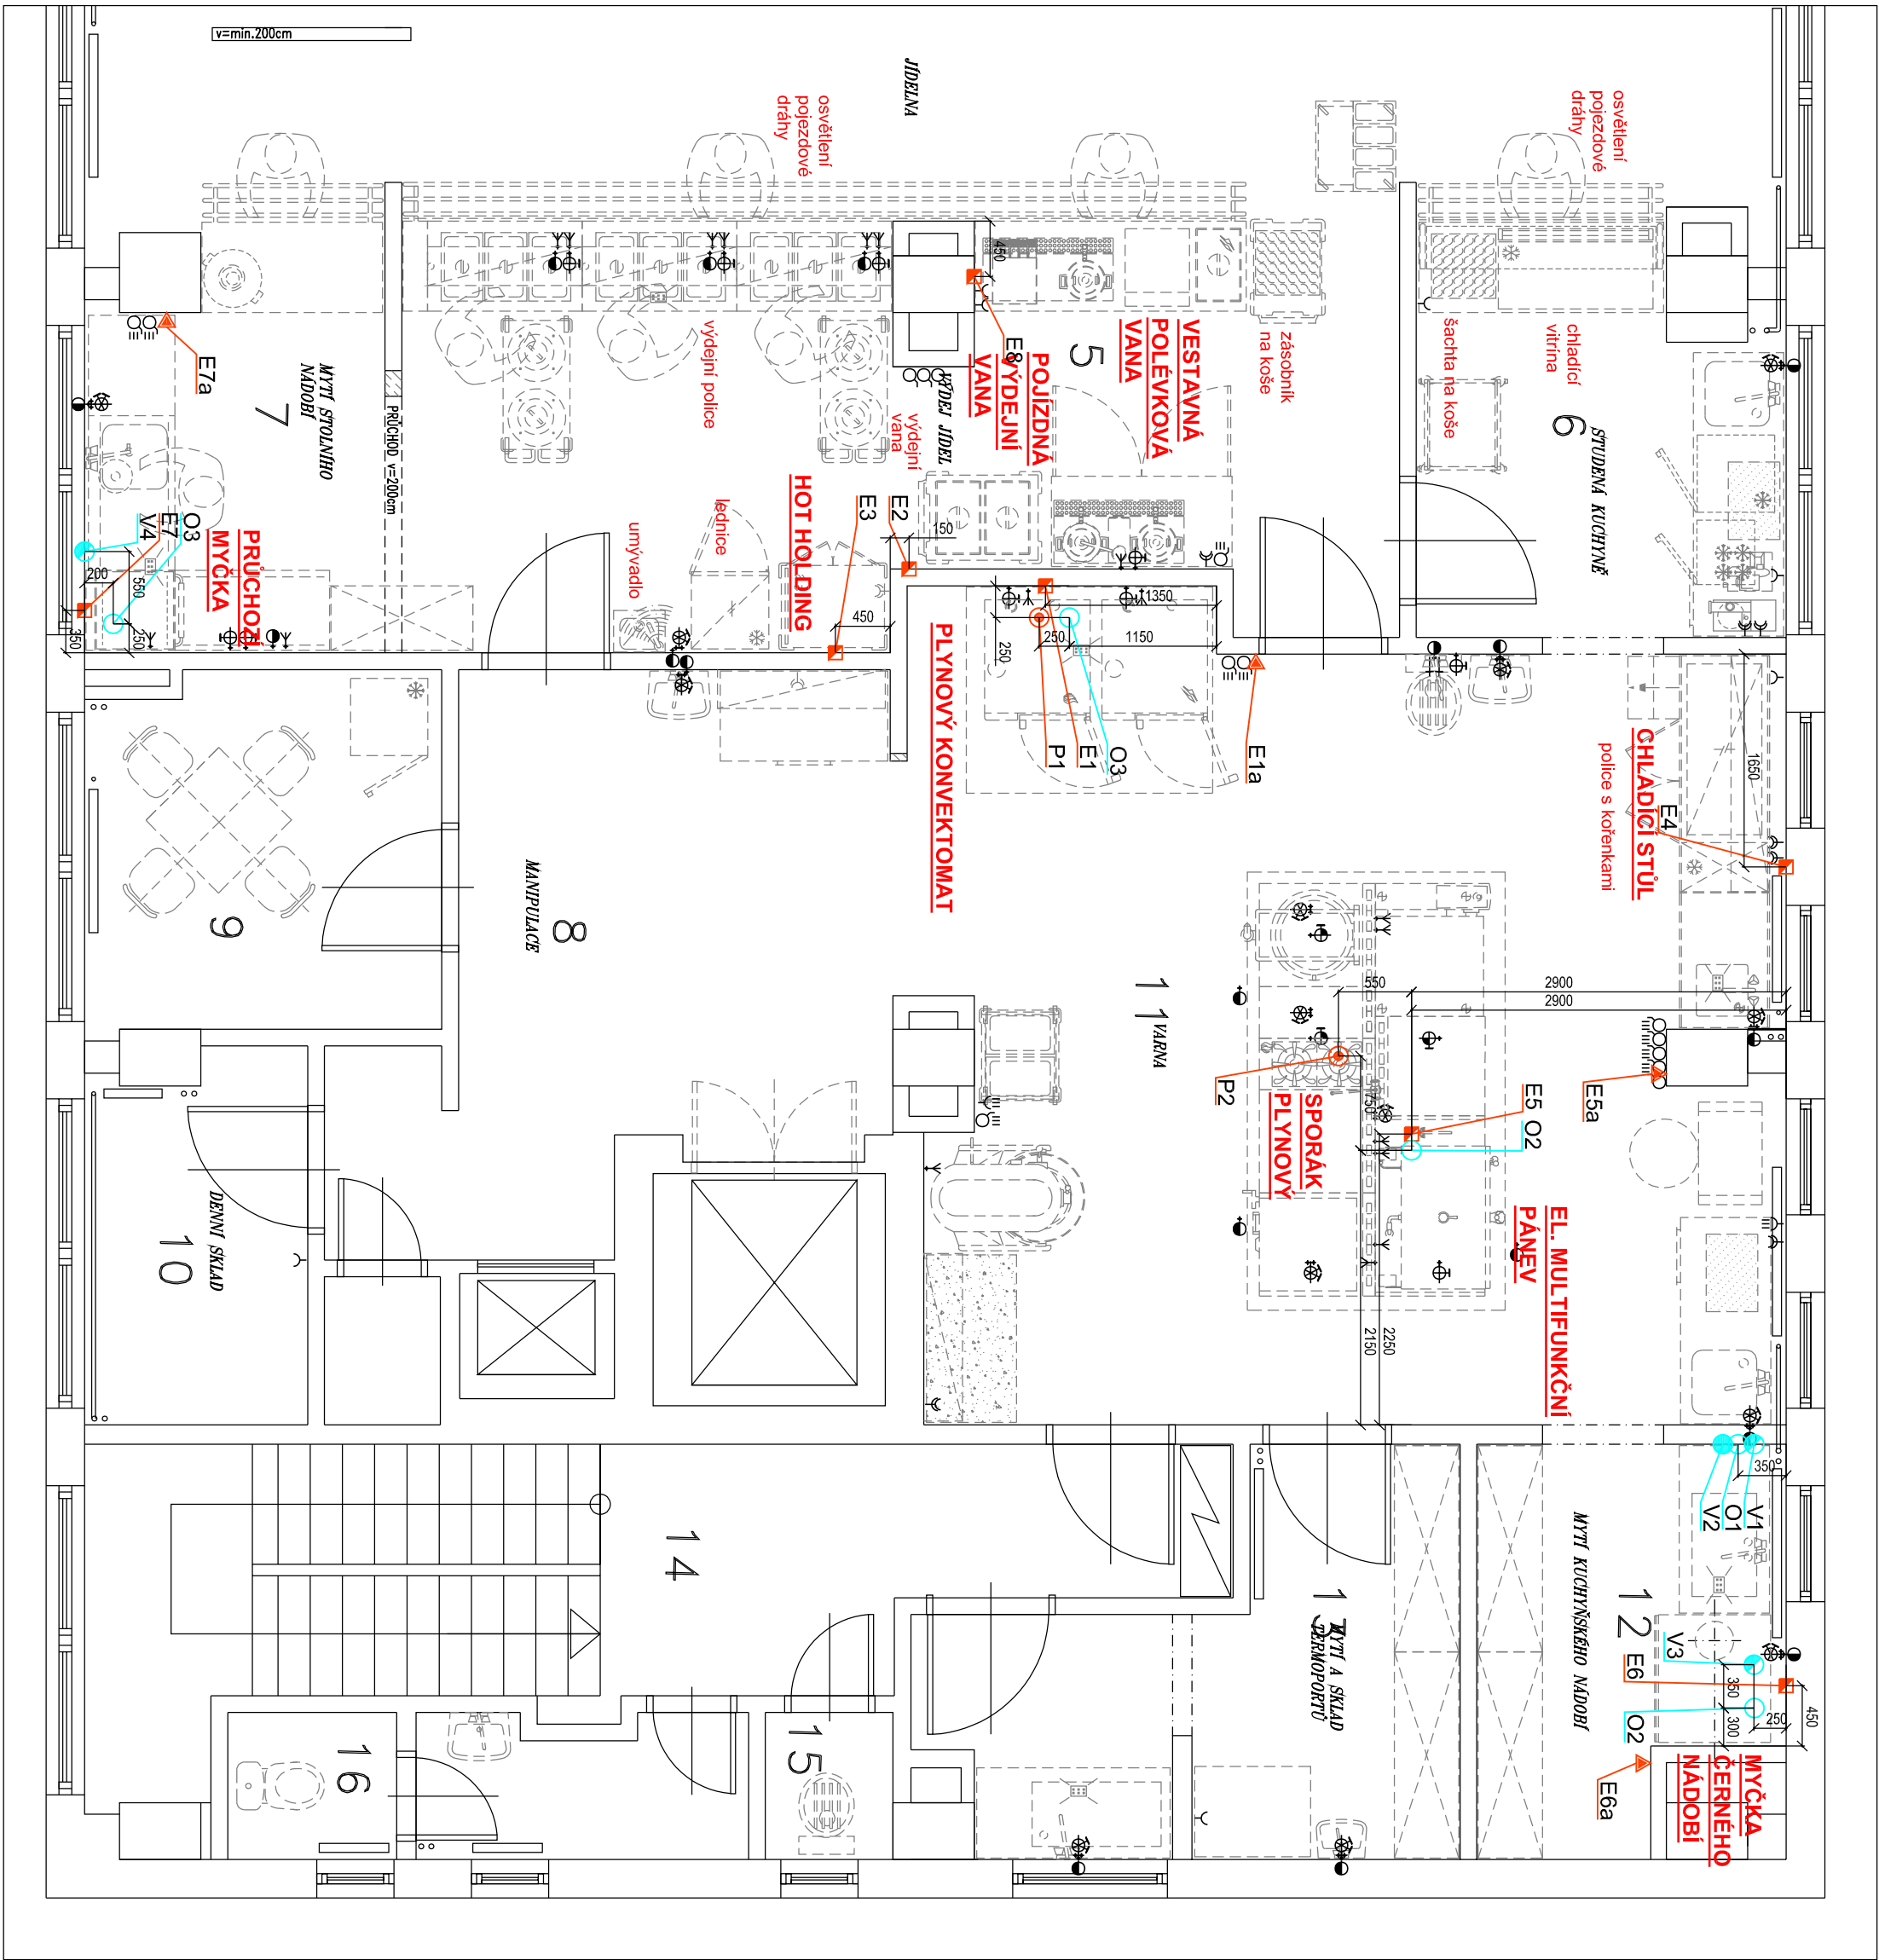 v=min.200cm
JÍDELNA
osvětlení
pojezdové
dráhy
osvětlení
pojezdové
dráhy
chladící
vitrína
šachta na koše
6
STUDENÁ KUCHYNĚ
zásobník
na koše
VESTAVNÁ
POLÉVKOVÁ
VANA
5
450
E8
POJÍZDNÁ
VÝDEJNÍ
VANA
VÝDEJ JÍDEL
výdejní
vana
výdejní police
E7a
MYTÍ STOLNÍHO
NÁDOBÍ
7
PRŮCHOD v=200cm
HOT HOLDING
lednice
umývadlo
E3
E2
150
450
O3
E7
V4
PRŮCHOZÍ
MYČKA
200
550
250
350
PLYNOVÝ KONVEKTOMAT
1350
250
1150
250
O3
E1
P1
E1a
CHLADÍCÍ STŮL
police s kořenkami
E4
1650
9
8
MANIPULACE
11
VARNA
550
2900
2900
P2
SPORÁK
PLYNOVÝ
750
E5
O2
E5a
EL. MULTIFUNKČNÍ
PÁNEV
2250
2150
10
DENNÍ SKLAD
14
350
V1
O1
V2
12
MYTÍ KUCHYŇSKÉHO NÁDOBÍ
MYTÍ A SKLAD
TERMOPORTŮ
V3
E6
O2
350
300
250
450
E6a
MYČKA
ČERNÉHO
NÁDOBÍ
15
16